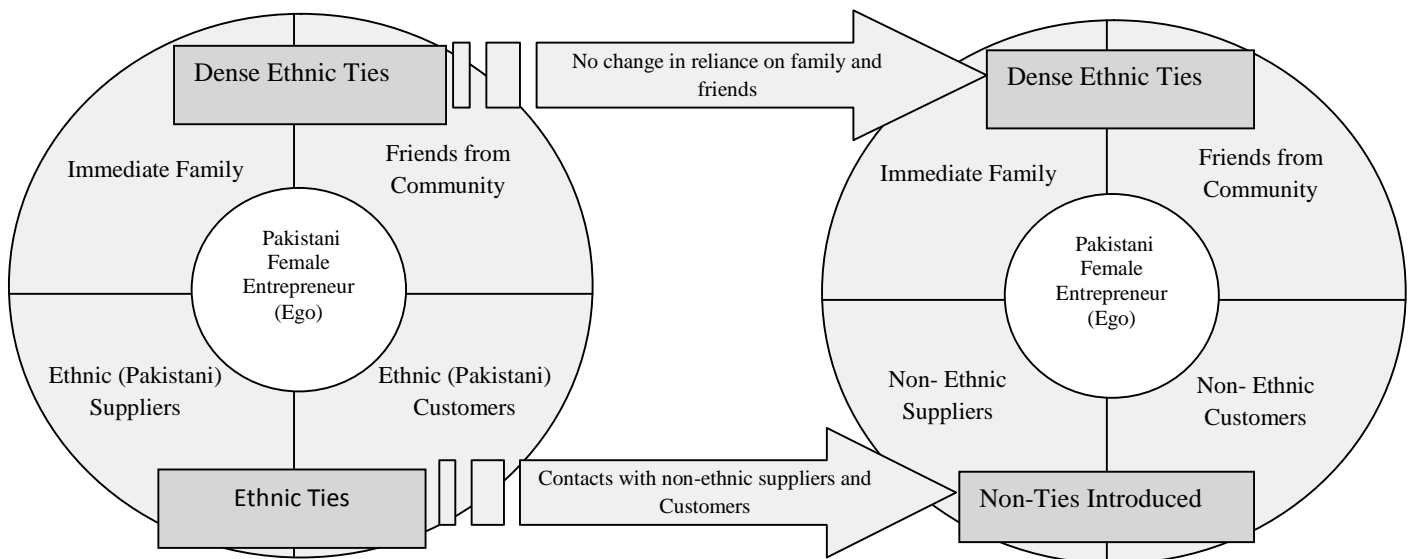 Dense Ethnic Ties
Immediate Family
Friends from
Community
Pakistani
Female
Entrepreneur
(Ego)
Ethnic (Pakistani)
Suppliers
Ethnic (Pakistani)
Customers
Ethnic Ties
No change in reliance on family and
friends
Contacts with non-ethnic suppliers and
Customers
Dense Ethnic Ties
Immediate Family
Friends from
Community
Pakistani
Female
Entrepreneur
(Ego)
Non- Ethnic
Suppliers
Non- Ethnic
Customers
Non-Ties Introduced